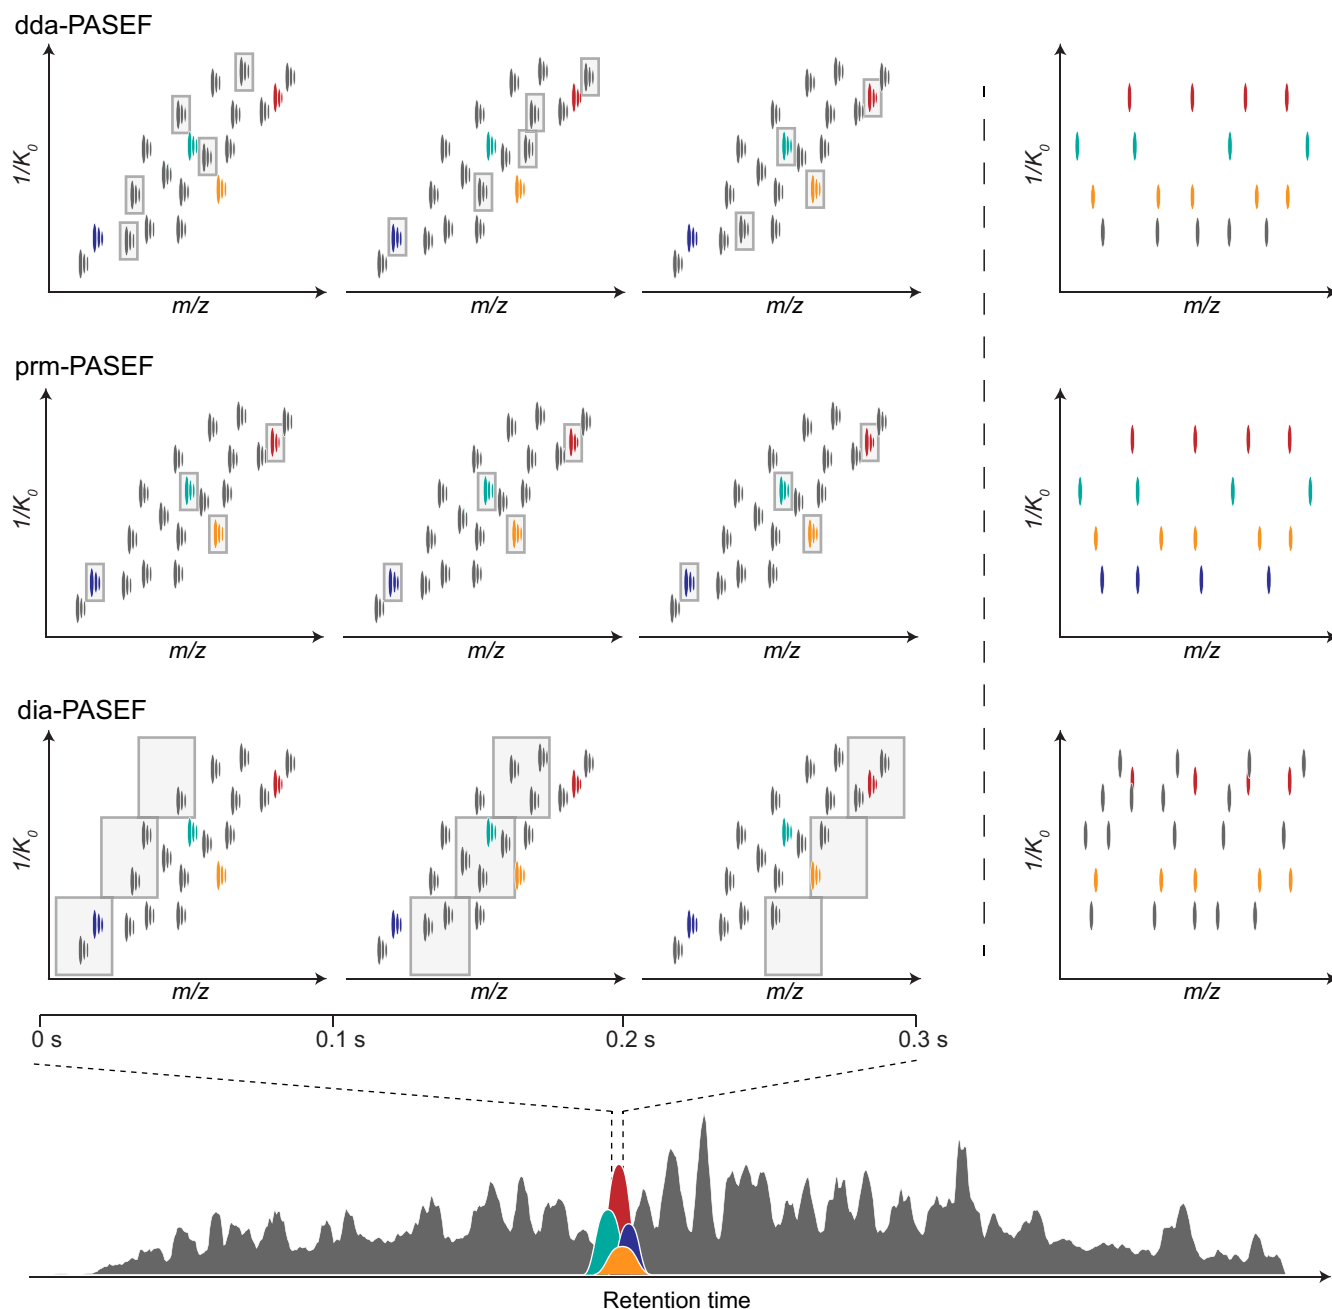 dda-PASEF
1/K0
m/z
m/z
m/z
1/K0
m/z
prm-PASEF
1/K0
m/z
m/z
m/z
1/K0
m/z
dia-PASEF
1/K0
m/z
m/z
m/z
1/K0
m/z
0 s
0.1 s
0.2 s
0.3 s
Retention time